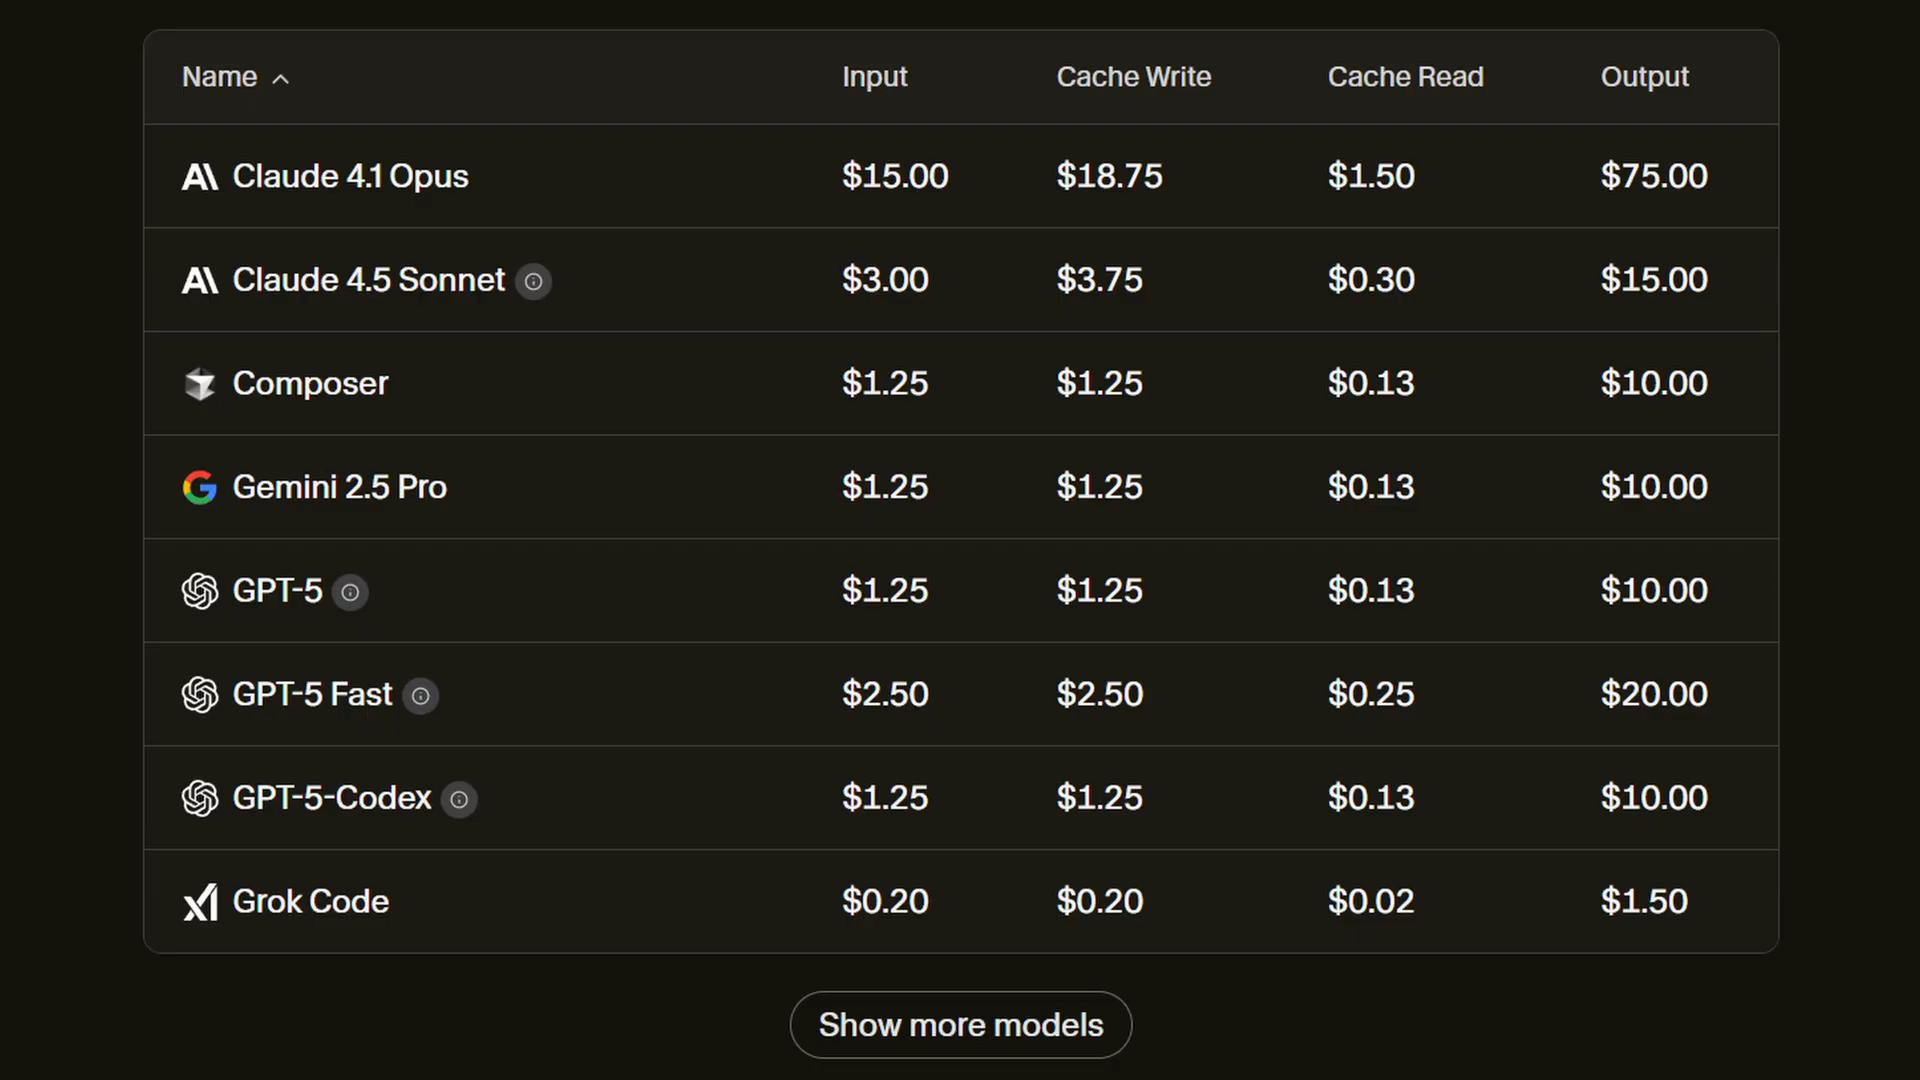 Name Input Cache Write Cache Read Output
Claude 4.1 Opus $15.00 $18.75 $1.50 $75.00
Claude 4.5 Sonnet $3.00 $3.75 $0.30 $15.00
Composer $1.25 $1.25 $0.13 $10.00
Gemini 2.5 Pro $1.25 $1.25 $0.13 $10.00
GPT-5 $1.25 $1.25 $0.13 $10.00
GPT-5 Fast $2.50 $2.50 $0.25 $20.00
GPT-5-Codex $1.25 $1.25 $0.13 $10.00
Grok Code $0.20 $0.20 $0.02 $1.50
Show more models